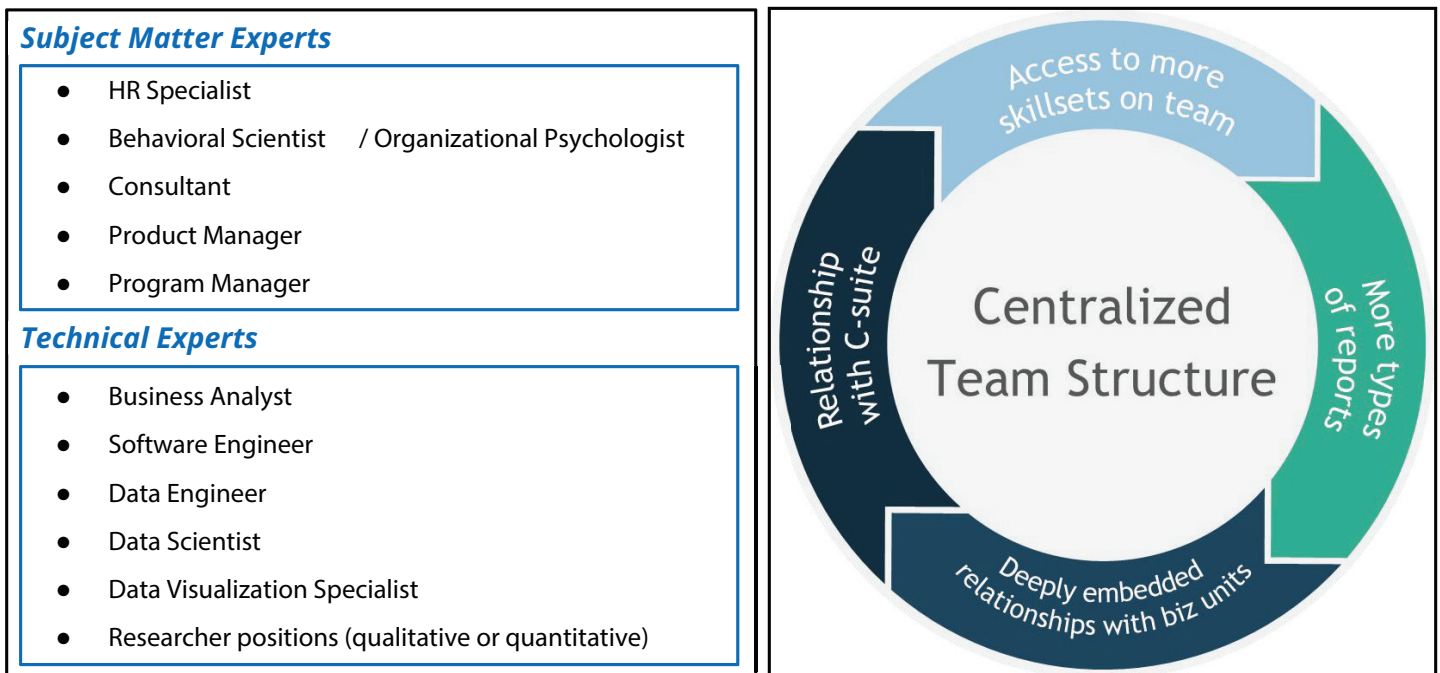 Subject Matter Experts
● HR Specialist
● Behavioral Scientist / Organizational Psychologist
● Consultant
● Product Manager
● Program Manager
Technical Experts
● Business Analyst
● Software Engineer
● Data Engineer
● Data Scientist
● Data Visualization Specialist
● Researcher positions (qualitative or quantitative)
Access to more
skillsets on team
More types
of reports
Deeply embedded
relationships with biz units
Relationship
with C-suite
Centralized
Team Structure